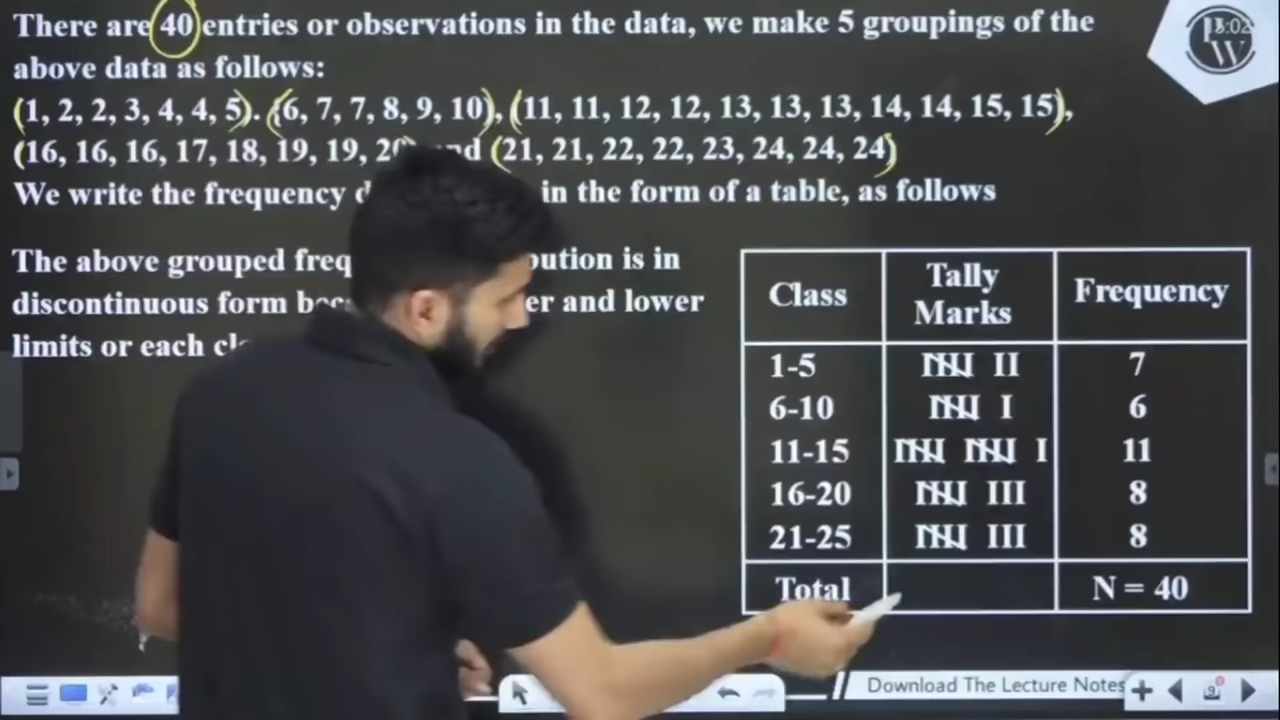 There are 40 entries or observations in the data, we make 5 groupings of the
above data as follows:
(1, 2, 2, 3, 4, 4, 5). (6, 7, 7, 8, 9, 10), (11, 11, 12, 12, 13, 13, 13, 14, 14, 15, 15),
(16, 16, 16, 17, 18, 19, 19, 20) and (21, 21, 22, 22, 23, 24, 24, 24)
We write the frequency in the form of a table, as follows
The above grouped is in
discontinuous form and lower
limits or each
Class Tally Marks Frequency
1-5 𝍸 II 7
6-10 𝍸 I 6
11-15 𝍸 𝍸 I 11
16-20 𝍸 III 8
21-25 𝍸 III 8
Total N = 40
Download The Lecture Notes